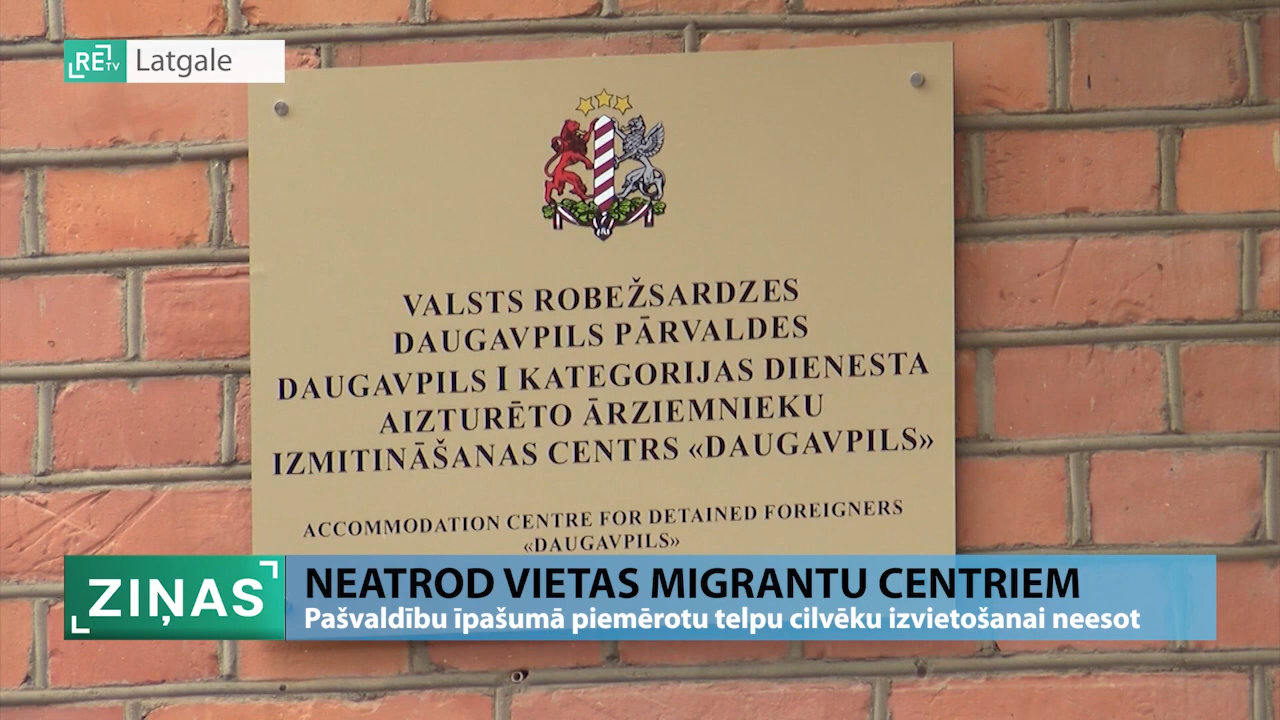 RE TV Latgale
VALSTS ROBEŽSARDZES
DAUGAVPILS PĀRVALDES
DAUGAVPILS I KATEGORIJAS DIENESTA
AIZTURĒTO ĀRZIEMNIEKU
IZMITINĀŠANAS CENTRS «DAUGAVPILS»
ACCOMMODATION CENTRE FOR DETAINED FOREIGNERS
«DAUGAVPILS»
ZIŅAS
NEATROD VIETAS MIGRANTU CENTRIEM
Pašvaldību īpašumā piemērotu telpu cilvēku izvietošanai neesot